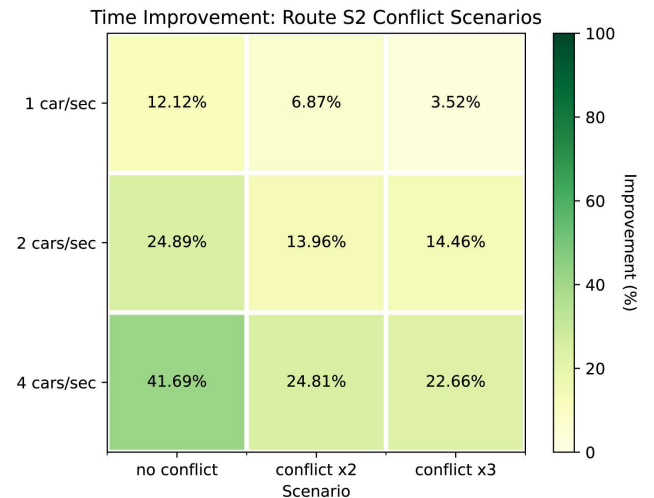 Time Improvement: Route S2 Conflict Scenarios
100
1 car/sec
12.12%
6.87%
3.52%
80
60
2 cars/sec
24.89%
13.96%
14.46%
Improvement (%)
40
4 cars/sec
41.69%
24.81%
22.66%
20
0
no conflict
conflict x2
conflict x3
Scenario